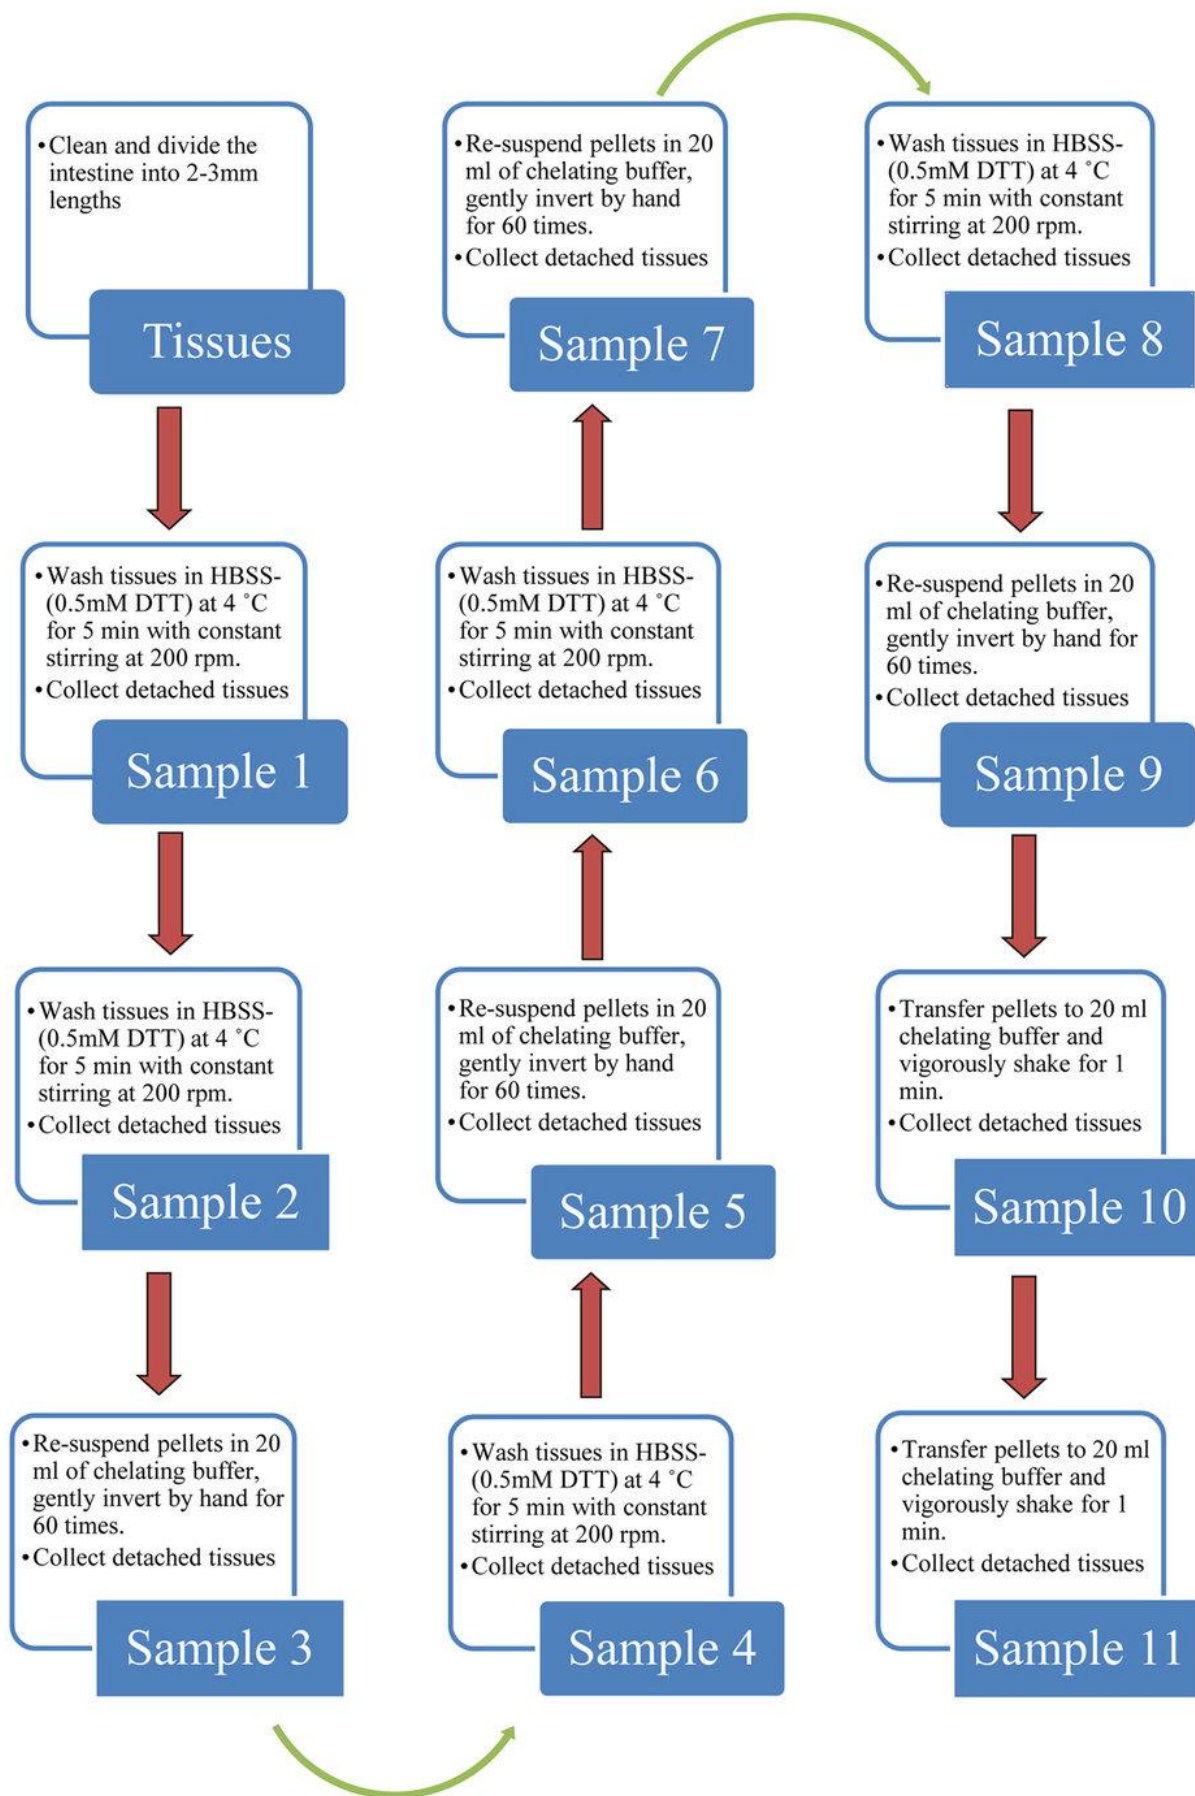 •Clean and divide the
intestine into 2-3mm
lengths
Tissues
•Wash tissues in HBSS-
(0.5mM DTT) at 4 ˚C
for 5 min with constant
stirring at 200 rpm.
•Collect detached tissues
Sample 1
•Wash tissues in HBSS-
(0.5mM DTT) at 4 ˚C
for 5 min with constant
stirring at 200 rpm.
•Collect detached tissues
Sample 2
•Re-suspend pellets in 20
ml of chelating buffer,
gently invert by hand for
60 times.
•Collect detached tissues
Sample 3
•Wash tissues in HBSS-
(0.5mM DTT) at 4 ˚C
for 5 min with constant
stirring at 200 rpm.
•Collect detached tissues
Sample 4
•Re-suspend pellets in 20
ml of chelating buffer,
gently invert by hand
for 60 times.
•Collect detached tissues
Sample 5
•Wash tissues in HBSS-
(0.5mM DTT) at 4 ˚C
for 5 min with constant
stirring at 200 rpm.
•Collect detached tissues
Sample 6
•Re-suspend pellets in 20
ml of chelating buffer,
gently invert by hand
for 60 times.
•Collect detached tissues
Sample 7
•Wash tissues in HBSS-
(0.5mM DTT) at 4 ˚C
for 5 min with constant
stirring at 200 rpm.
•Collect detached tissues
Sample 8
•Re-suspend pellets in 20
ml of chelating buffer,
gently invert by hand for
60 times.
•Collect detached tissues
Sample 9
•Transfer pellets to 20 ml
chelating buffer and
vigorously shake for 1
min.
•Collect detached tissues
Sample 10
•Transfer pellets to 20 ml
chelating buffer and
vigorously shake for 1
min.
•Collect detached tissues
Sample 11